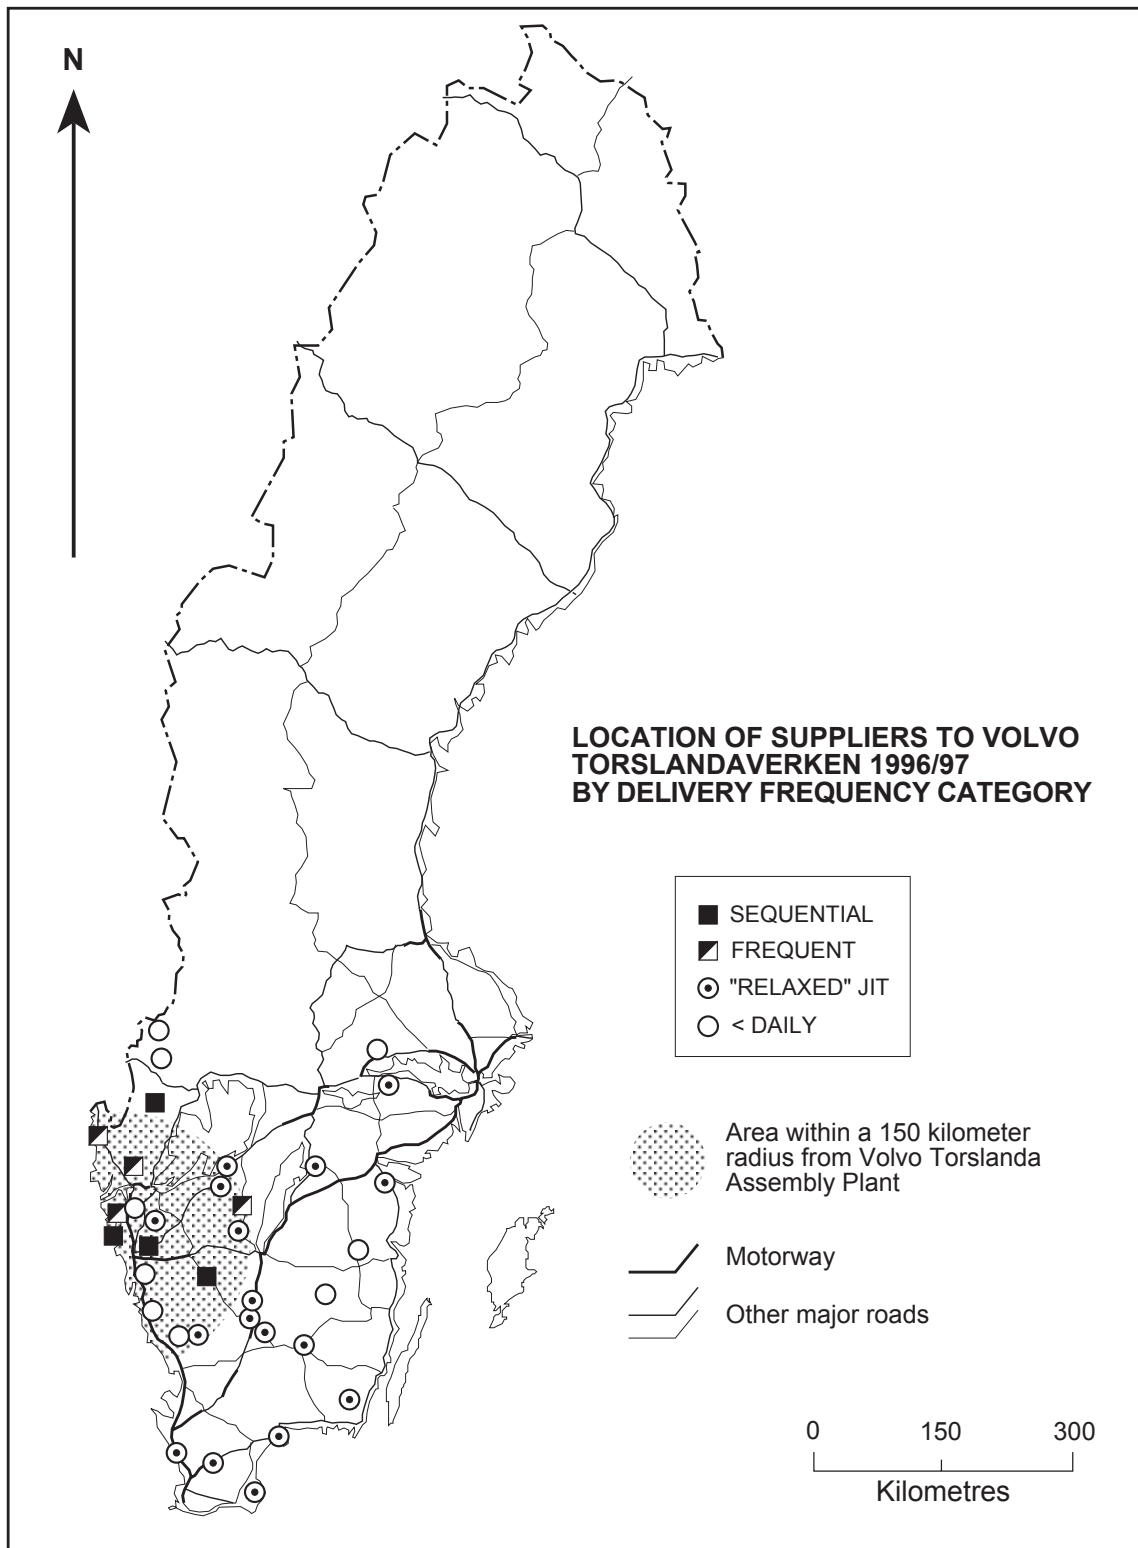 N
LOCATION OF SUPPLIERS TO VOLVO
TORSLANDAVERKEN 1996/97
BY DELIVERY FREQUENCY CATEGORY
SEQUENTIAL
FREQUENT
"RELAXED" JIT
< DAILY
Area within a 150 kilometer
radius from Volvo Torslanda
Assembly Plant
Motorway
Other major roads
0 150 300
Kilometres